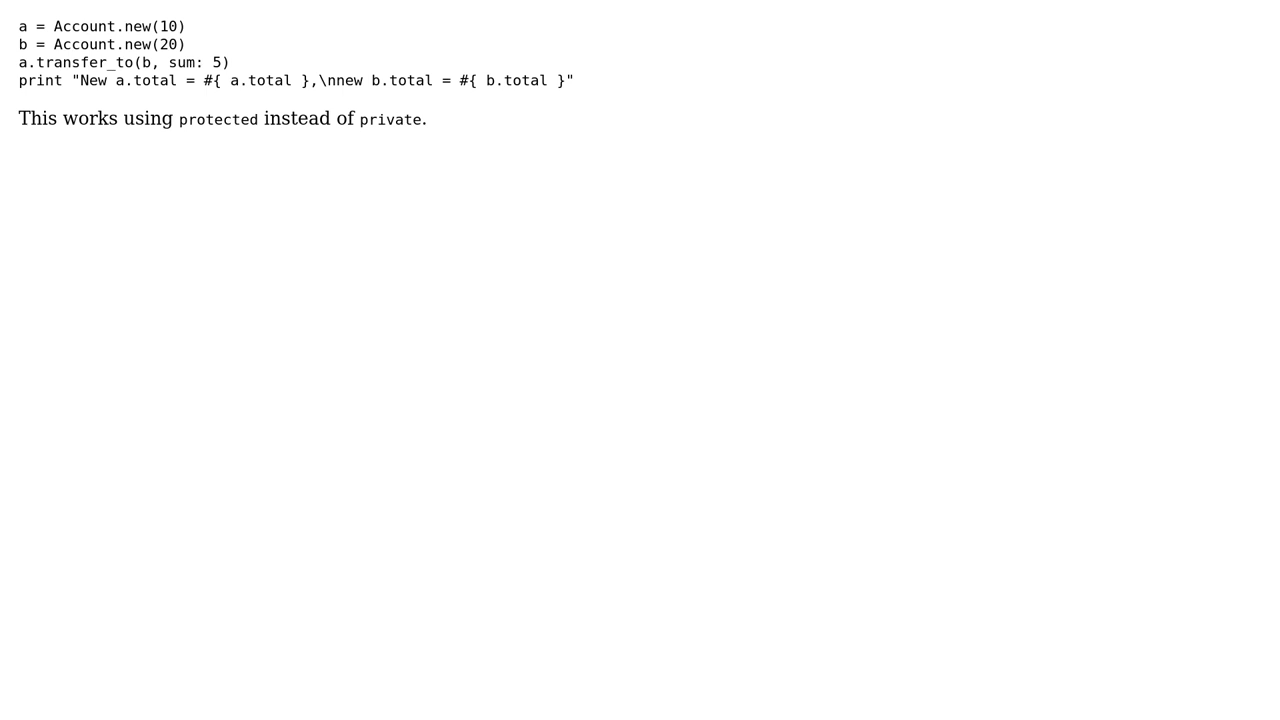 a = Account.new(10)
b = Account.new(20)
a.transfer_to(b, sum: 5)
print "New a.total = #{ a.total },\nnew b.total = #{ b.total }"
This works using protected instead of private.